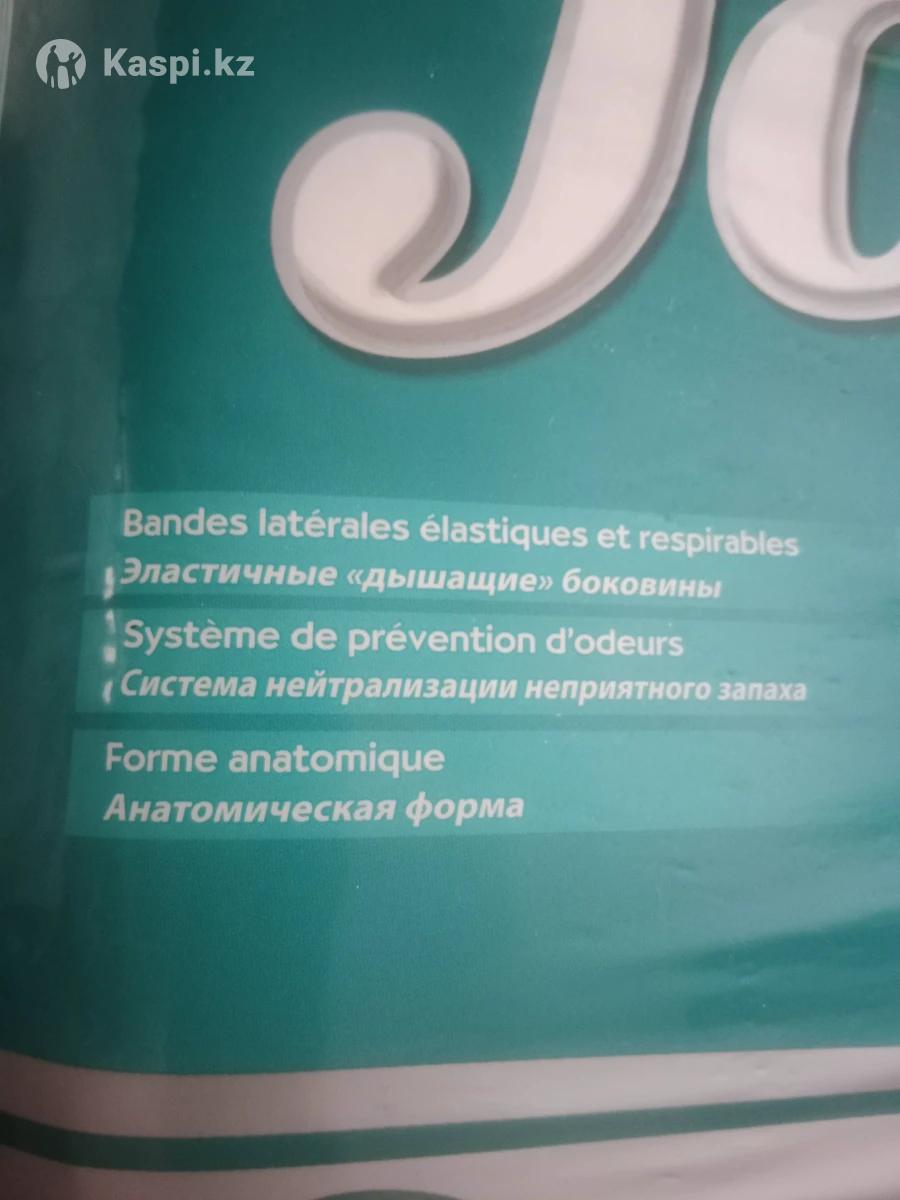 Kaspi.kz
Jo
Bandes latérales élastiques et respirables
Эластичные «дышащие» боковины
Système de prévention d'odeurs
Система нейтрализации неприятного запаха
Forme anatomique
Анатомическая форма